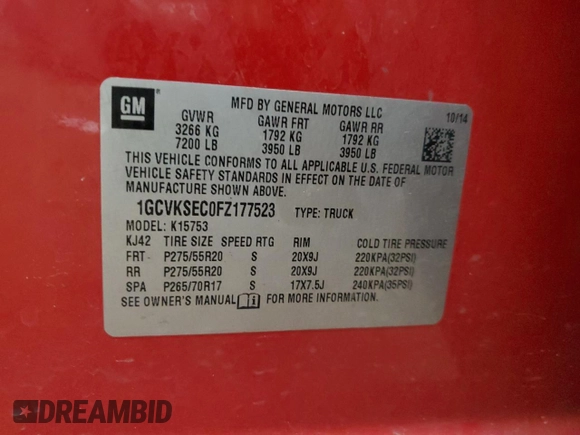 GM
MFD BY GENERAL MOTORS LLC
10/14
GVWR GAWR FRT GAWR RR
3266 KG 1792 KG 1792 KG
7200 LB 3950 LB 3950 LB
THIS VEHICLE CONFORMS TO ALL APPLICABLE U.S. FEDERAL MOTOR
VEHICLE SAFETY STANDARDS IN EFFECT ON THE DATE OF
MANUFACTURE SHOWN ABOVE.
1GCVKSEC0FZ177523 TYPE: TRUCK
MODEL: K15753
KJ42 TIRE SIZE SPEED RTG RIM COLD TIRE PRESSURE
FRT- P275/55R20 S 20X9J 220KPA(32PSI)
RR P275/55R20 S 20X9J 220KPA(32PSI)
SPA P265/70R17 S 17X7.5J 240KPA(35PSI)
SEE OWNER'S MANUAL FOR MORE INFORMATION.
DREAMBID